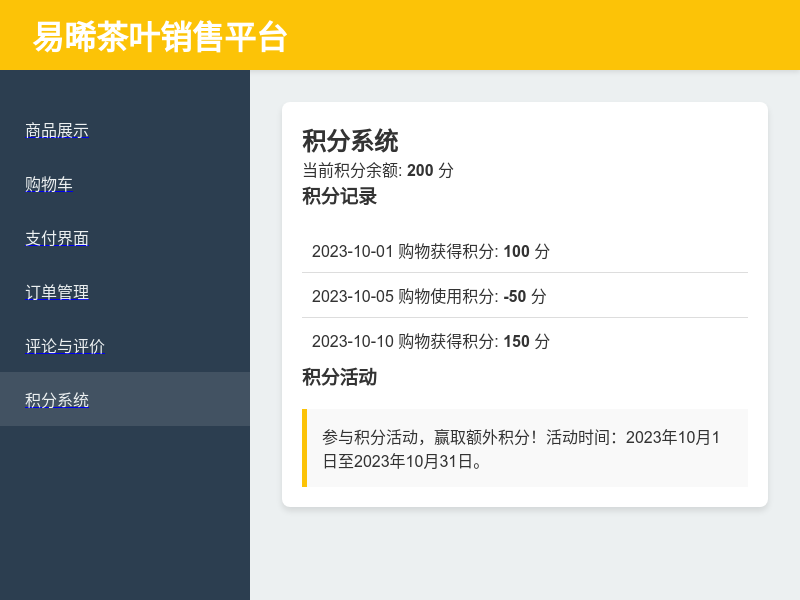 易晞茶叶销售平台
商品展示
购物车
支付界面
订单管理
评论与评价
积分系统
积分系统
当前积分余额: 200 分
积分记录
2023-10-01 购物获得积分: 100 分
2023-10-05 购物使用积分: -50 分
2023-10-10 购物获得积分: 150 分
积分活动
参与积分活动，赢取额外积分！活动时间：2023年10月1
日至2023年10月31日。